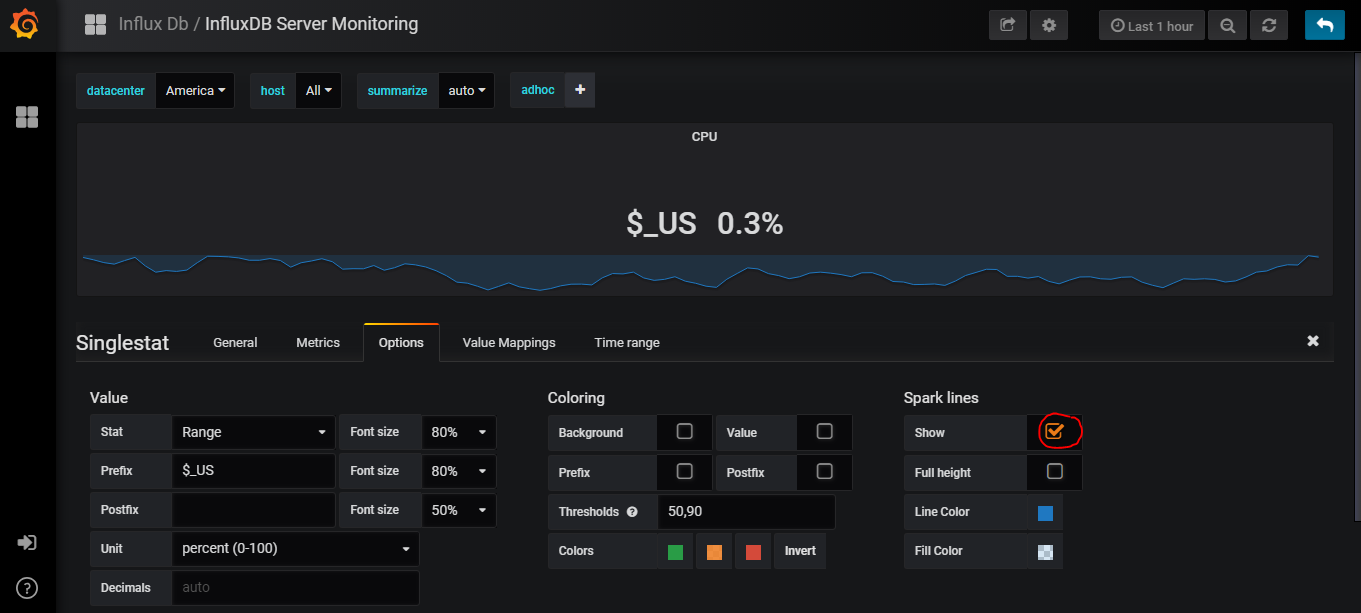 Influx Db / InfluxDB Server Monitoring
Last 1 hour
datacenter America host All summarize auto adhoc +
CPU
$_US 0.3%
Singlestat General Metrics Options Value Mappings Time range
Value
Stat Range Font size 80%
Prefix $_US Font size 80%
Postfix Font size 50%
Unit percent (0-100)
Decimals auto
Coloring
Background Value
Prefix Postfix
Thresholds 50,90
Colors Invert
Spark lines
Show
Full height
Line Color
Fill Color